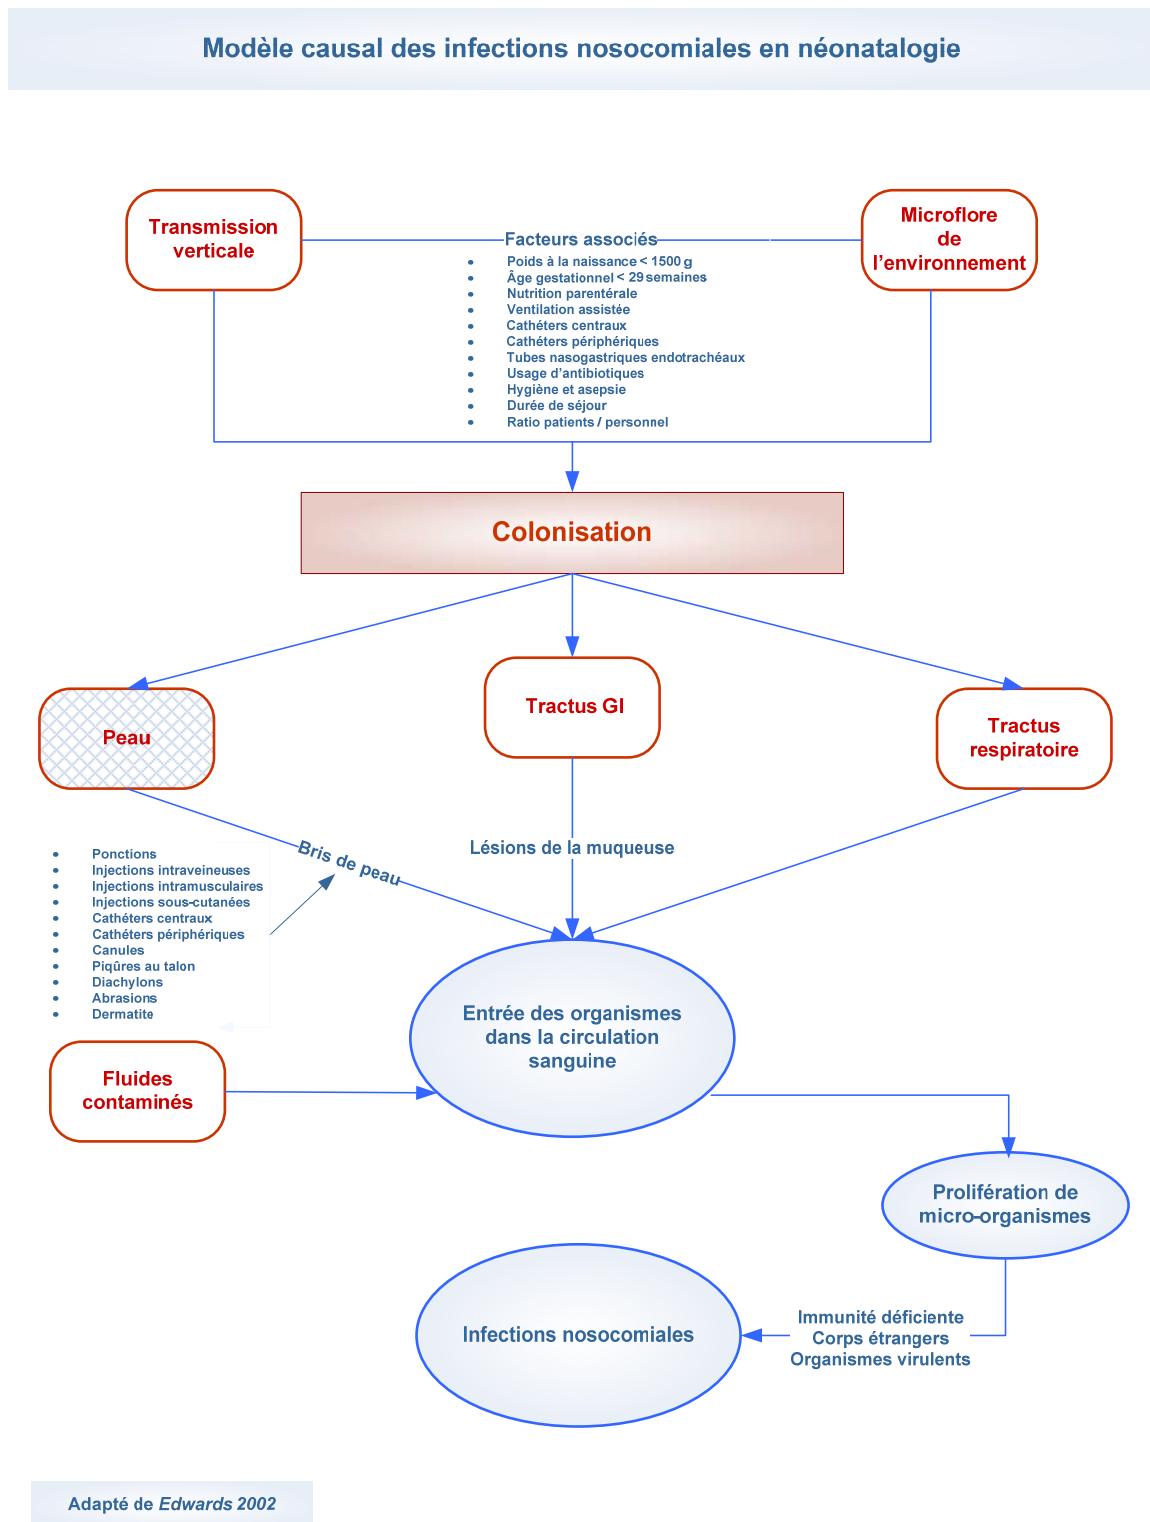 Modèle causal des infections nosocomiales en néonatalogie
Transmission
verticale
Microflore
de
l'environnement
Facteurs associés
• Poids à la naissance < 1500 g
• Âge gestationnel < 29 semaines
• Nutrition parentérale
• Ventilation assistée
• Cathéters centraux
• Cathéters périphériques
• Tubes nasogastriques endotrachéaux
• Usage d'antibiotiques
• Hygiène et asepsie
• Durée de séjour
• Ratio patients / personnel
Colonisation
Peau
Tractus GI
Tractus
respiratoire
Bris de peau
Lésions de la muqueuse
• Ponctions
• Injections intraveineuses
• Injections intramusculaires
• Injections sous-cutanées
• Cathéters centraux
• Cathéters périphériques
• Canules
• Piqûres au talon
• Diachylons
• Abrasions
• Dermatite
Entrée des organismes
dans la circulation
sanguine
Fluides
contaminés
Prolifération de
micro-organismes
Immunité déficiente
Corps étrangers
Organismes virulents
Infections nosocomiales
Adapté de Edwards 2002